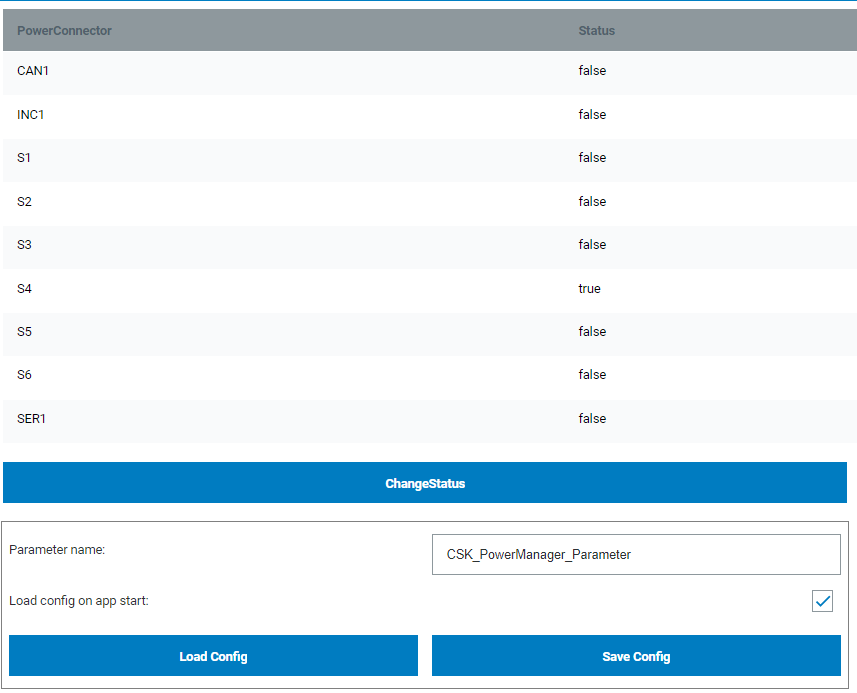 PowerConnector Status
CAN1 false
INC1 false
S1 false
S2 false
S3 false
S4 true
S5 false
S6 false
SER1 false
ChangeStatus
Parameter name: CSK_PowerManager_Parameter
Load config on app start:
Load Config Save Config